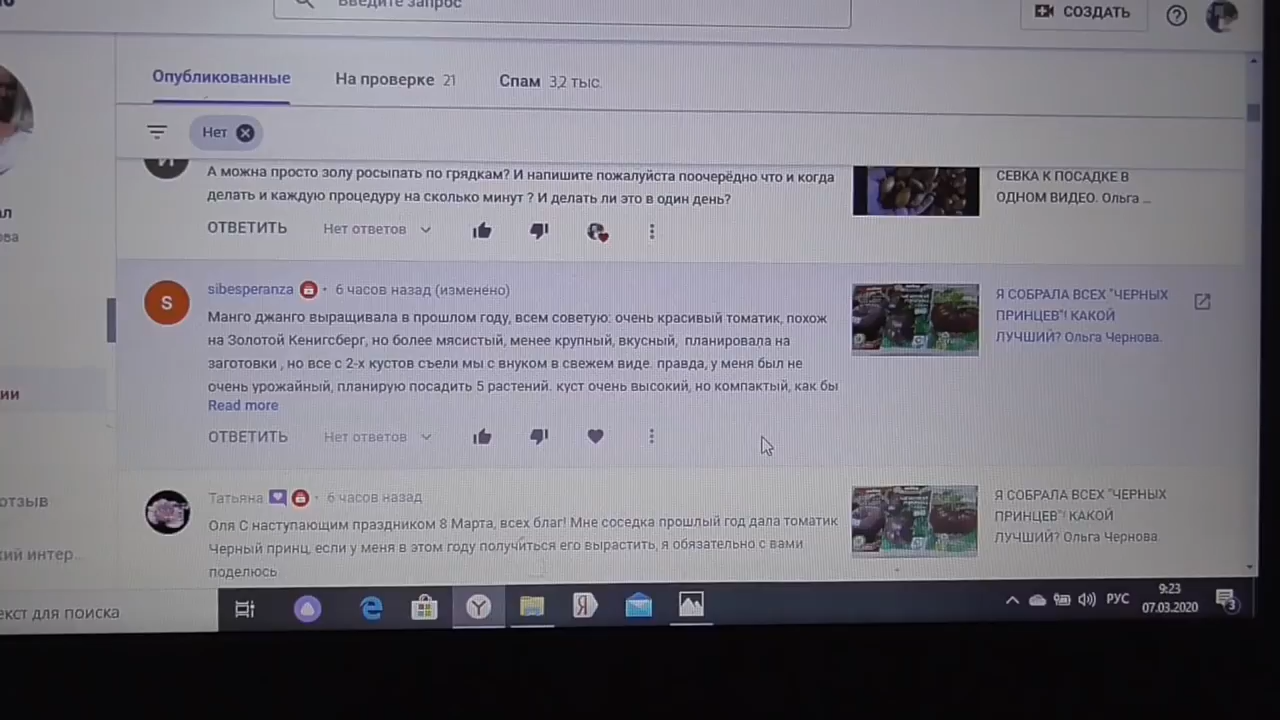 Введите запрос
СОЗДАТЬ
Опубликованные
На проверке 21
Спам 3,2 тыс.
Нет
А можно просто золу росыпать по грядкам? И напишите пожалуйста поочерёдно что и когда
делать и каждую процедуру на сколько минут ? И делать ли это в один день?
СЕВКА К ПОСАДКЕ В
ОДНОМ ВИДЕО. Ольга ...
ОТВЕТИТЬ
Нет ответов
S
sibesperanza
• 6 часов назад (изменено)
Манго джанго выращивала в прошлом году, всем советую: очень красивый томатик, похож
на Золотой Кенигсберг, но более мясистый, менее крупный, вкусный, планировала на
заготовки , но все с 2-х кустов съели мы с внуком в свежем виде. правда, у меня был не
очень урожайный, планирую посадить 5 растений. куст очень высокий, но компактый, как бы
Read more
Я СОБРАЛА ВСЕХ "ЧЕРНЫХ
ПРИНЦЕВ"! КАКОЙ
ЛУЧШИЙ? Ольга Чернова.
ОТВЕТИТЬ
Нет ответов
Татьяна
• 6 часов назад
Оля С наступающим праздником 8 Марта, всех благ! Мне соседка прошлый год дала томатик
Черный принц, если у меня в этом году получиться его вырастить, я обязательно с вами
поделюсь
Я СОБРАЛА ВСЕХ "ЧЕРНЫХ
ПРИНЦЕВ"! КАКОЙ
ЛУЧШИЙ? Ольга Чернова.
ал
ова
ии
отзыв
кий интер...
екст для поиска
Я
РУС
9:23
07.03.2020
3